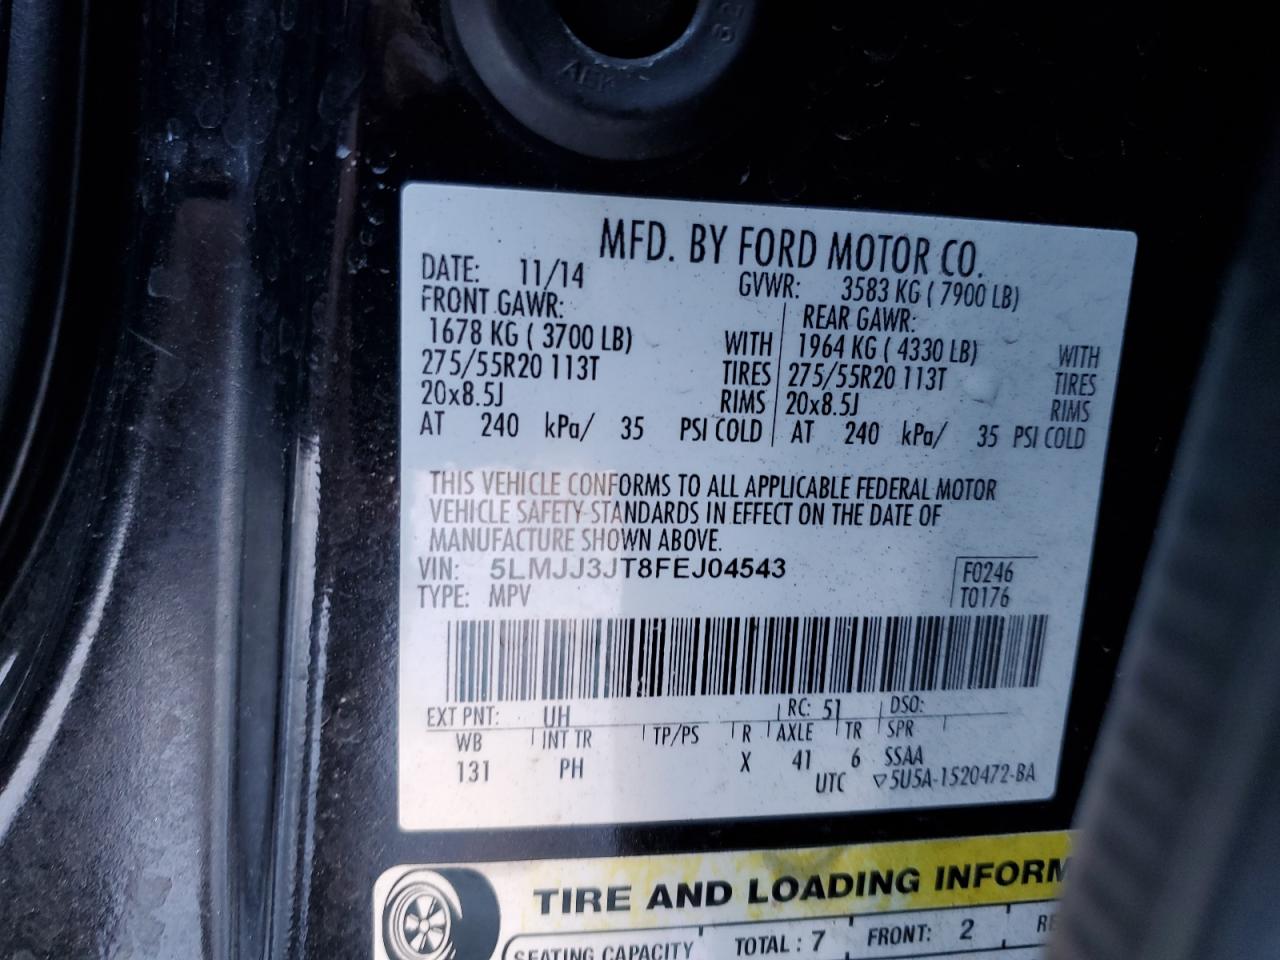 MFD. BY FORD MOTOR CO.
DATE: 11/14 GVWR: 3583 KG ( 7900 LB)
FRONT GAWR: REAR GAWR:
1678 KG ( 3700 LB) WITH 1964 KG ( 4330 LB) WITH
275/55R20 113T TIRES 275/55R20 113T TIRES
20x8.5J RIMS 20x8.5J RIMS
AT 240 kPa/ 35 PSI COLD AT 240 kPa/ 35 PSI COLD
THIS VEHICLE CONFORMS TO ALL APPLICABLE FEDERAL MOTOR
VEHICLE SAFETY STANDARDS IN EFFECT ON THE DATE OF
MANUFACTURE SHOWN ABOVE.
VIN: 5LMJJ3JT8FEJ04543 F0246
TYPE: MPV T0176
EXT PNT: UH RC: 51 DSO:
WB INT TR TP/PS R AXLE TR SPR
131 PH X 41 6 SSAA
UTC ▽5U5A-1520472-BA
TIRE AND LOADING INFORM
SEATING CAPACITY TOTAL : 7 FRONT: 2 RE